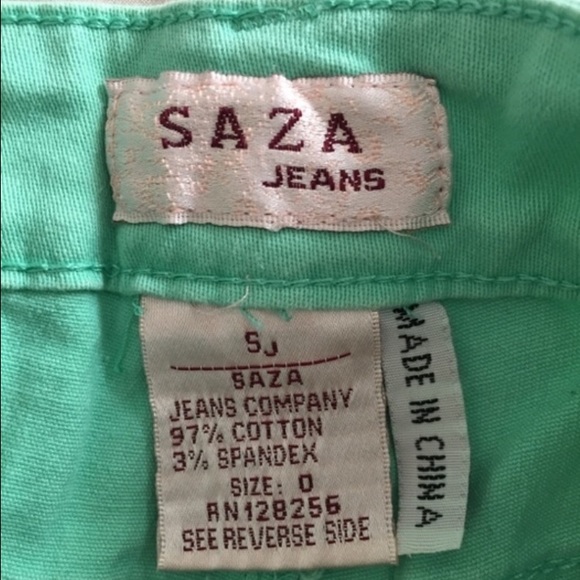 SAZA
JEANS
SJ
SAZA
JEANS COMPANY
97% COTTON
3% SPANDEX
SIZE: 0
RN128256
SEE REVERSE SIDE
MADE IN CHINA